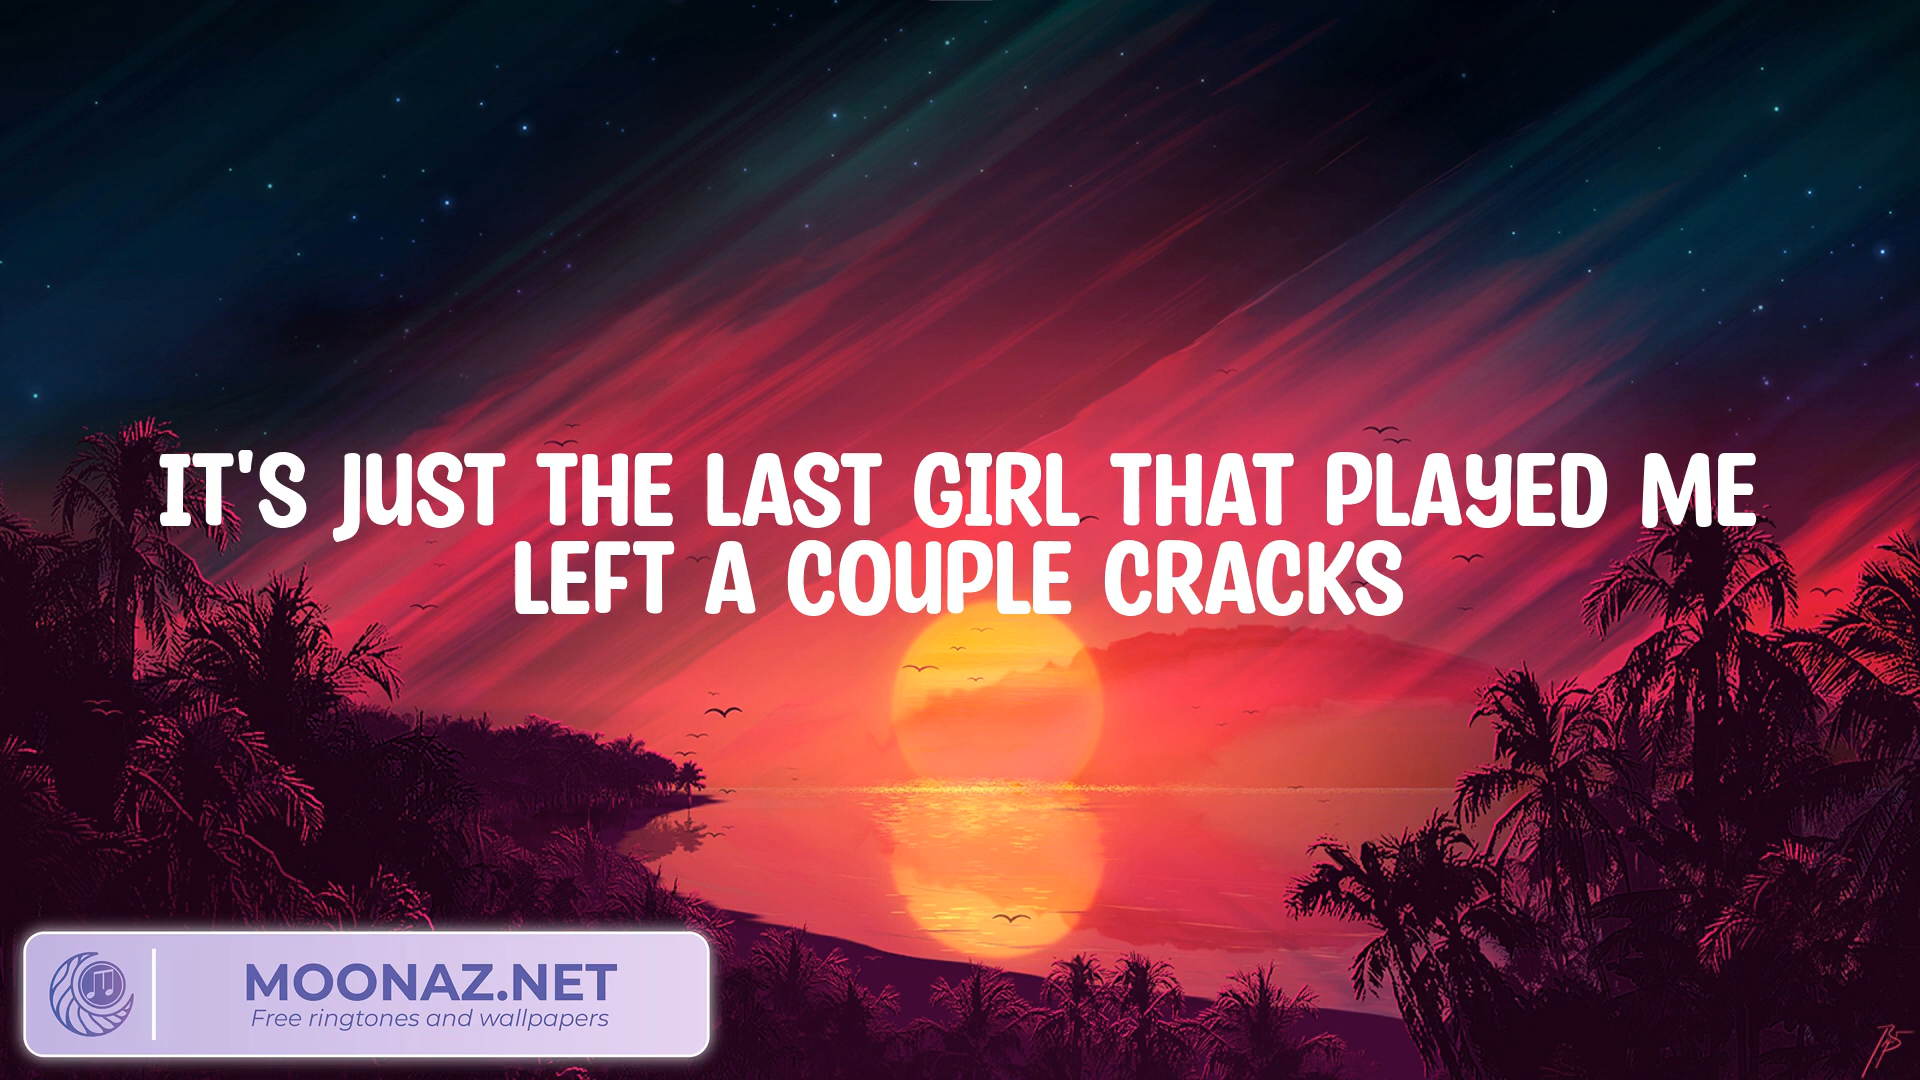 IT'S JUST THE LAST GIRL THAT PLAYED ME
LEFT A COUPLE CRACKS
MOONAZ.NET
Free ringtones and wallpapers